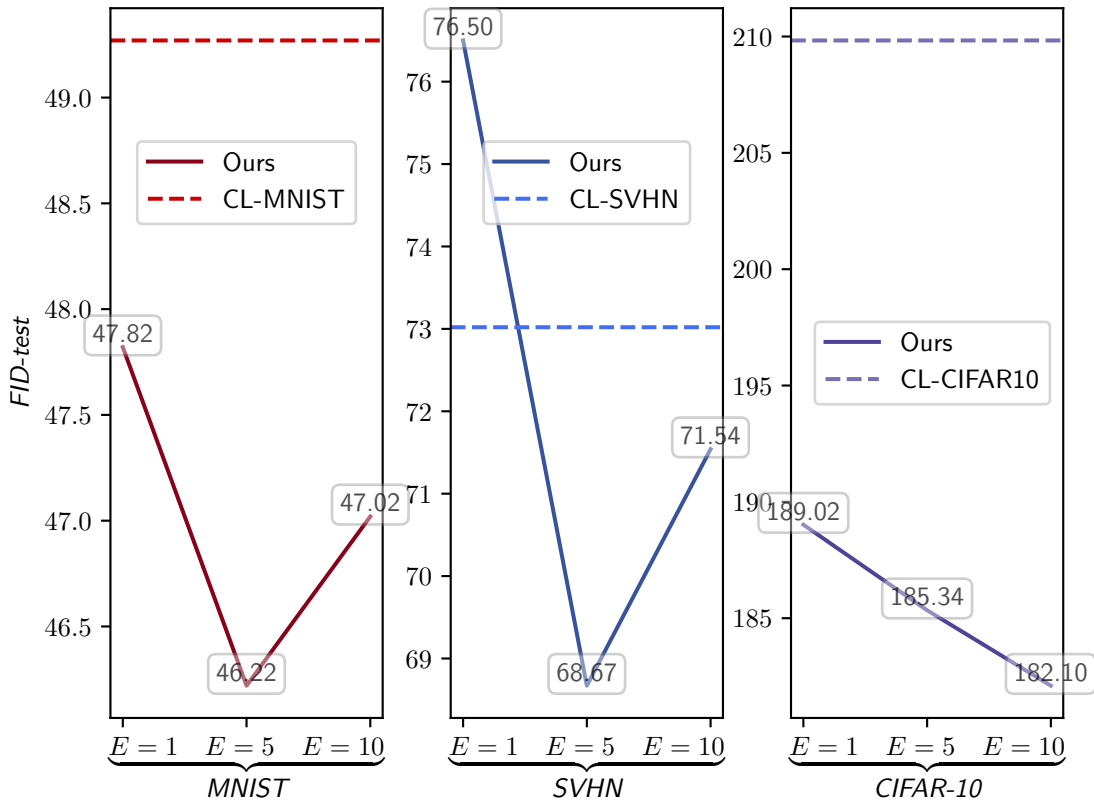 FID-test
49.0
48.5
48.0
47.5
47.0
46.5
Ours
CL-MNIST
47.82
46.22
47.02
E = 1
E = 5
E = 10
MNIST
76
75
74
73
72
71
70
69
76.50
Ours
CL-SVHN
68.67
71.54
E = 1
E = 5
E = 10
SVHN
210
205
200
195
190
185
Ours
CL-CIFAR10
189.02
185.34
182.10
E = 1
E = 5
E = 10
CIFAR-10